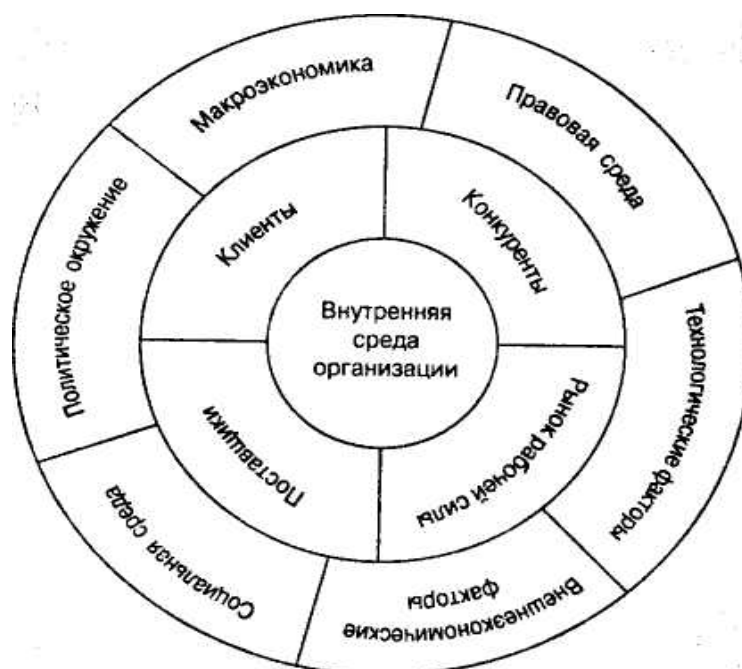 Макроэкономика
Правовая среда
Политическое окружение
Клиенты
Конкуренты
Внутренняя
среда
организации
Технологические факторы
Поставщики
Рынок рабочей силы
Социальная среда
Внешнеэкономические
факторы